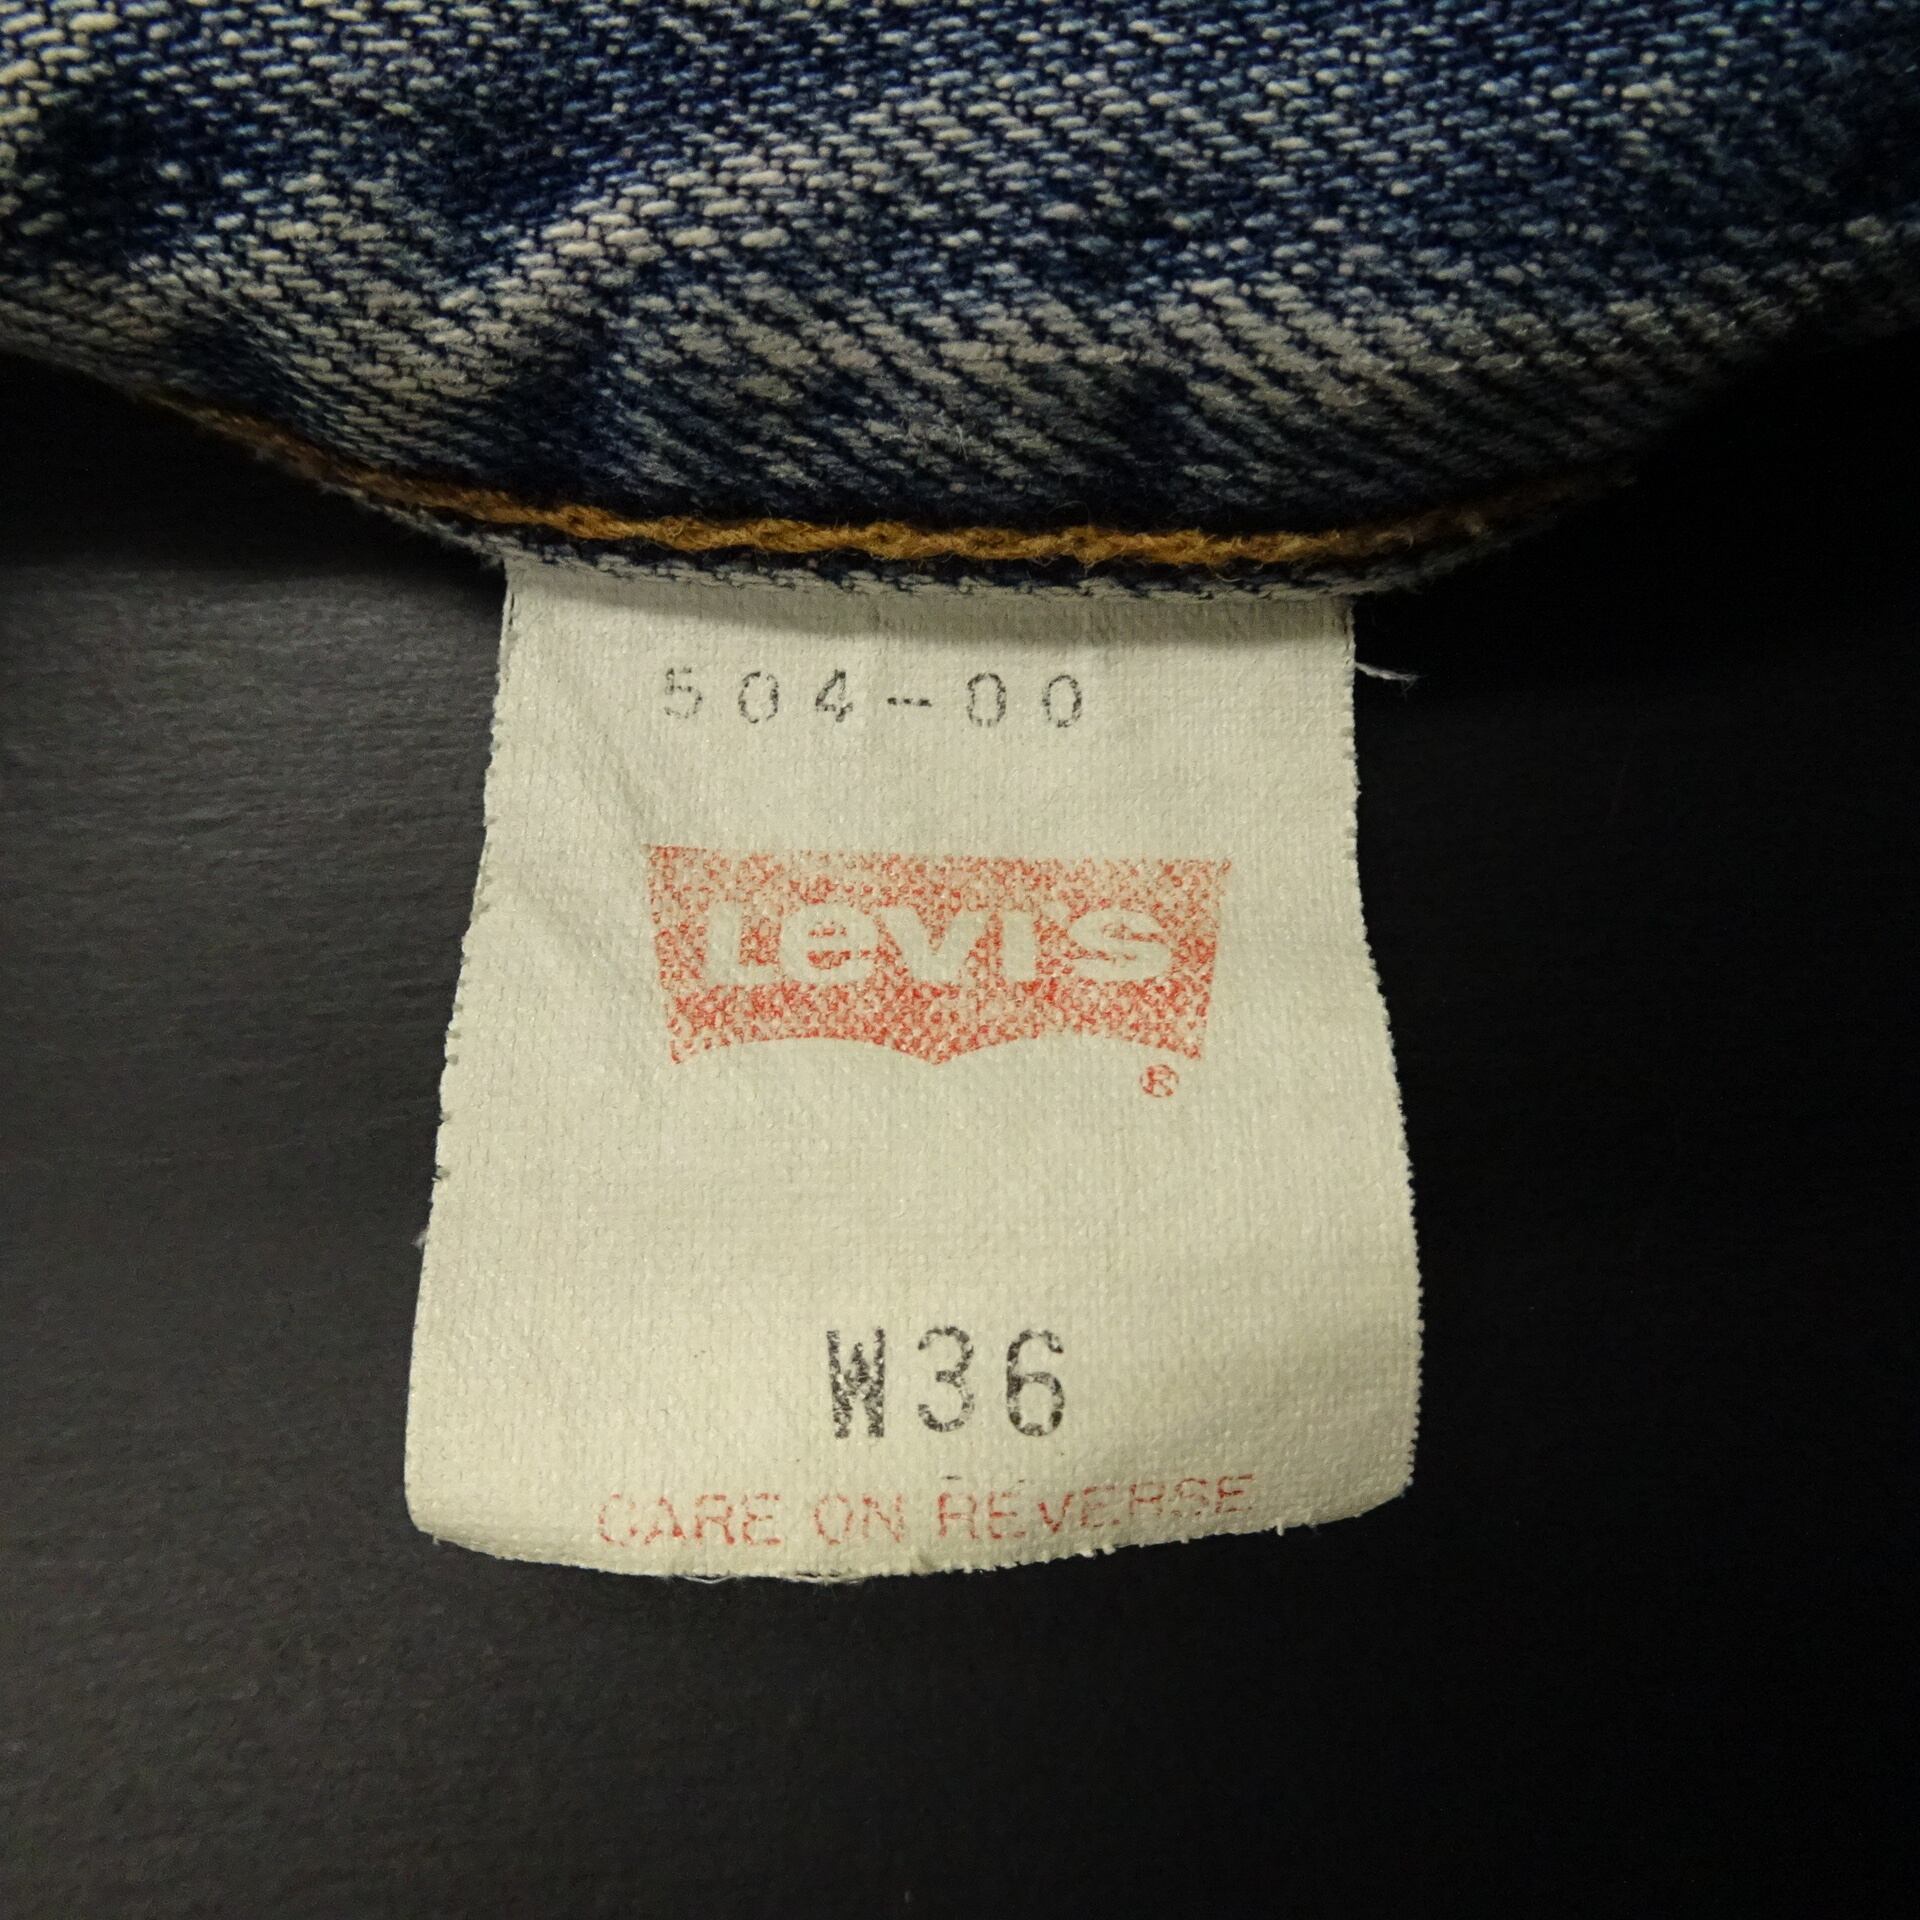 504-00
Levi's
®
W36
CARE ON REVERSE